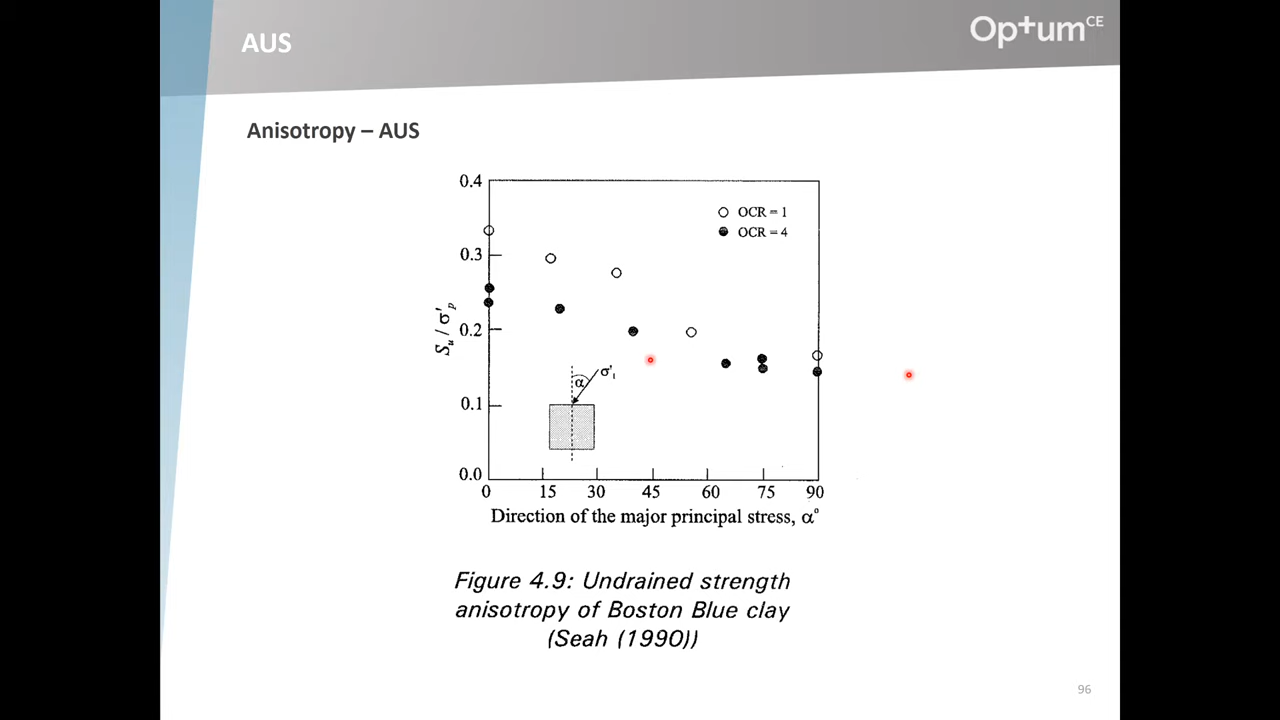 AUS
Op+um CE
Anisotropy – AUS
0.4
0.3
0.2
0.1
0.0
Sᵤ / σ'ₚ
OCR = 1
OCR = 4
α
σ'₁
0 15 30 45 60 75 90
Direction of the major principal stress, α°
Figure 4.9: Undrained strength
anisotropy of Boston Blue clay
(Seah (1990))
96